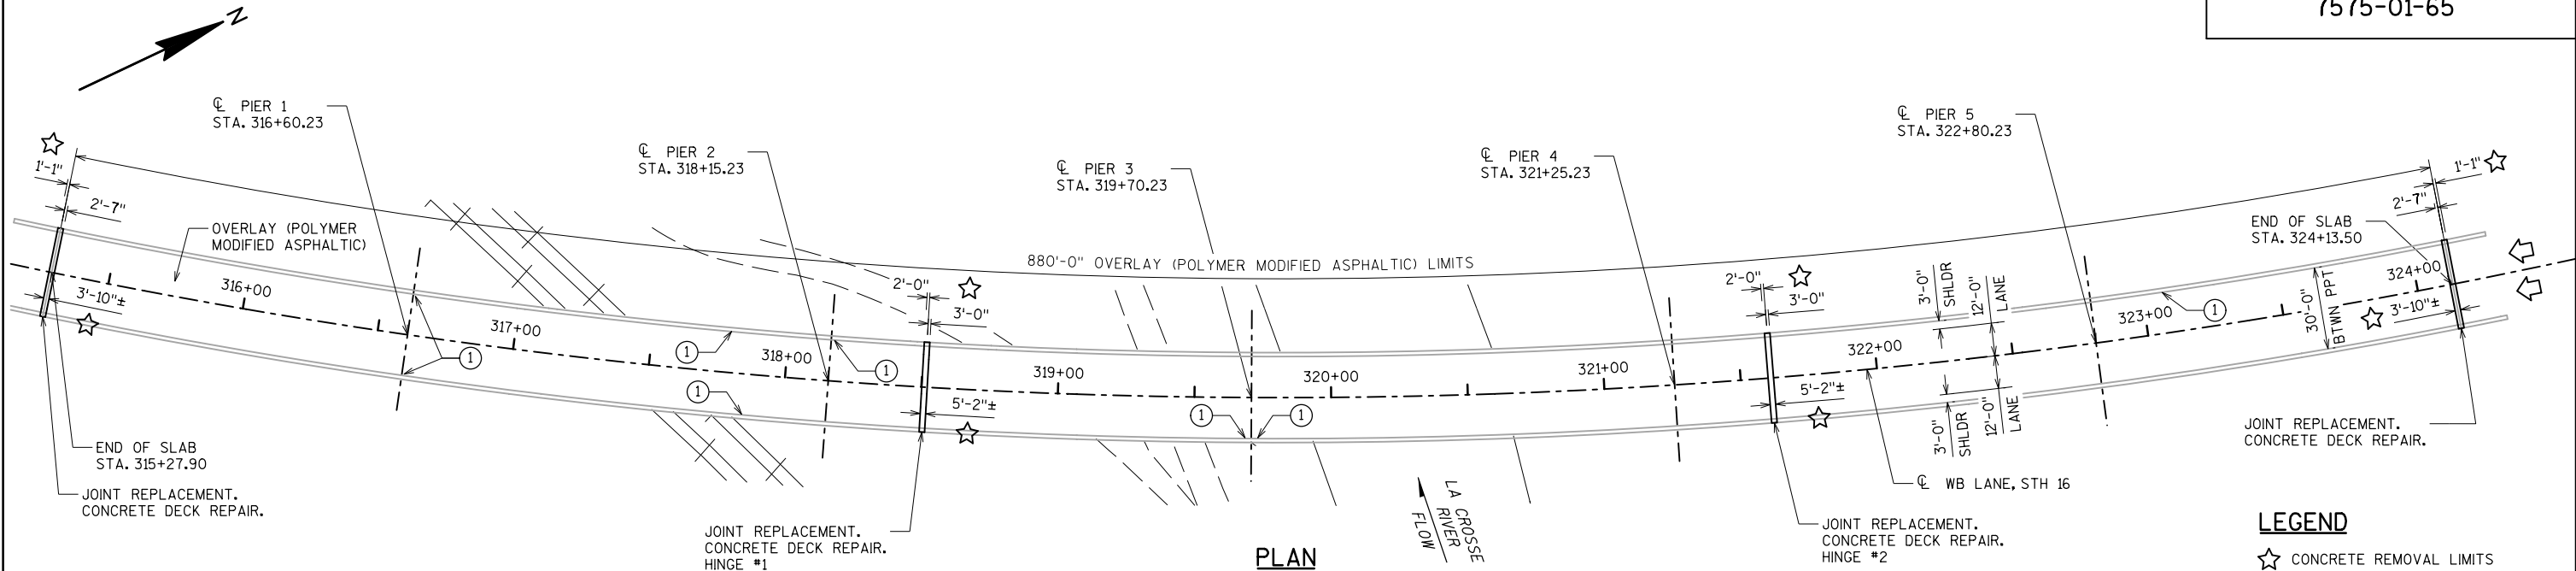 7575-01-65
N
℄ PIER 1
STA. 316+60.23
℄ PIER 2
STA. 318+15.23
℄ PIER 3
STA. 319+70.23
℄ PIER 4
STA. 321+25.23
℄ PIER 5
STA. 322+80.23
1'-1"
2'-7"
OVERLAY (POLYMER
MODIFIED ASPHALTIC)
880'-0" OVERLAY (POLYMER MODIFIED ASPHALTIC) LIMITS
1'-1"
2'-7"
END OF SLAB
STA. 324+13.50
3'-10"±
316+00
317+00
318+00
2'-0"
3'-0"
319+00
320+00
321+00
2'-0"
3'-0"
322+00
3'-0"
SHLDR
12'-0"
LANE
323+00
30'-0"
BTWN PPT
324+00
3'-10"±
1
1
1
1
1
1
1
5'-2"±
5'-2"±
3'-0"
SHLDR
12'-0"
LANE
END OF SLAB
STA. 315+27.90
JOINT REPLACEMENT.
CONCRETE DECK REPAIR.
JOINT REPLACEMENT.
CONCRETE DECK REPAIR.
HINGE #1
LA CROSSE
RIVER
FLOW
℄ WB LANE, STH 16
JOINT REPLACEMENT.
CONCRETE DECK REPAIR.
HINGE #2
JOINT REPLACEMENT.
CONCRETE DECK REPAIR.
PLAN
LEGEND
CONCRETE REMOVAL LIMITS